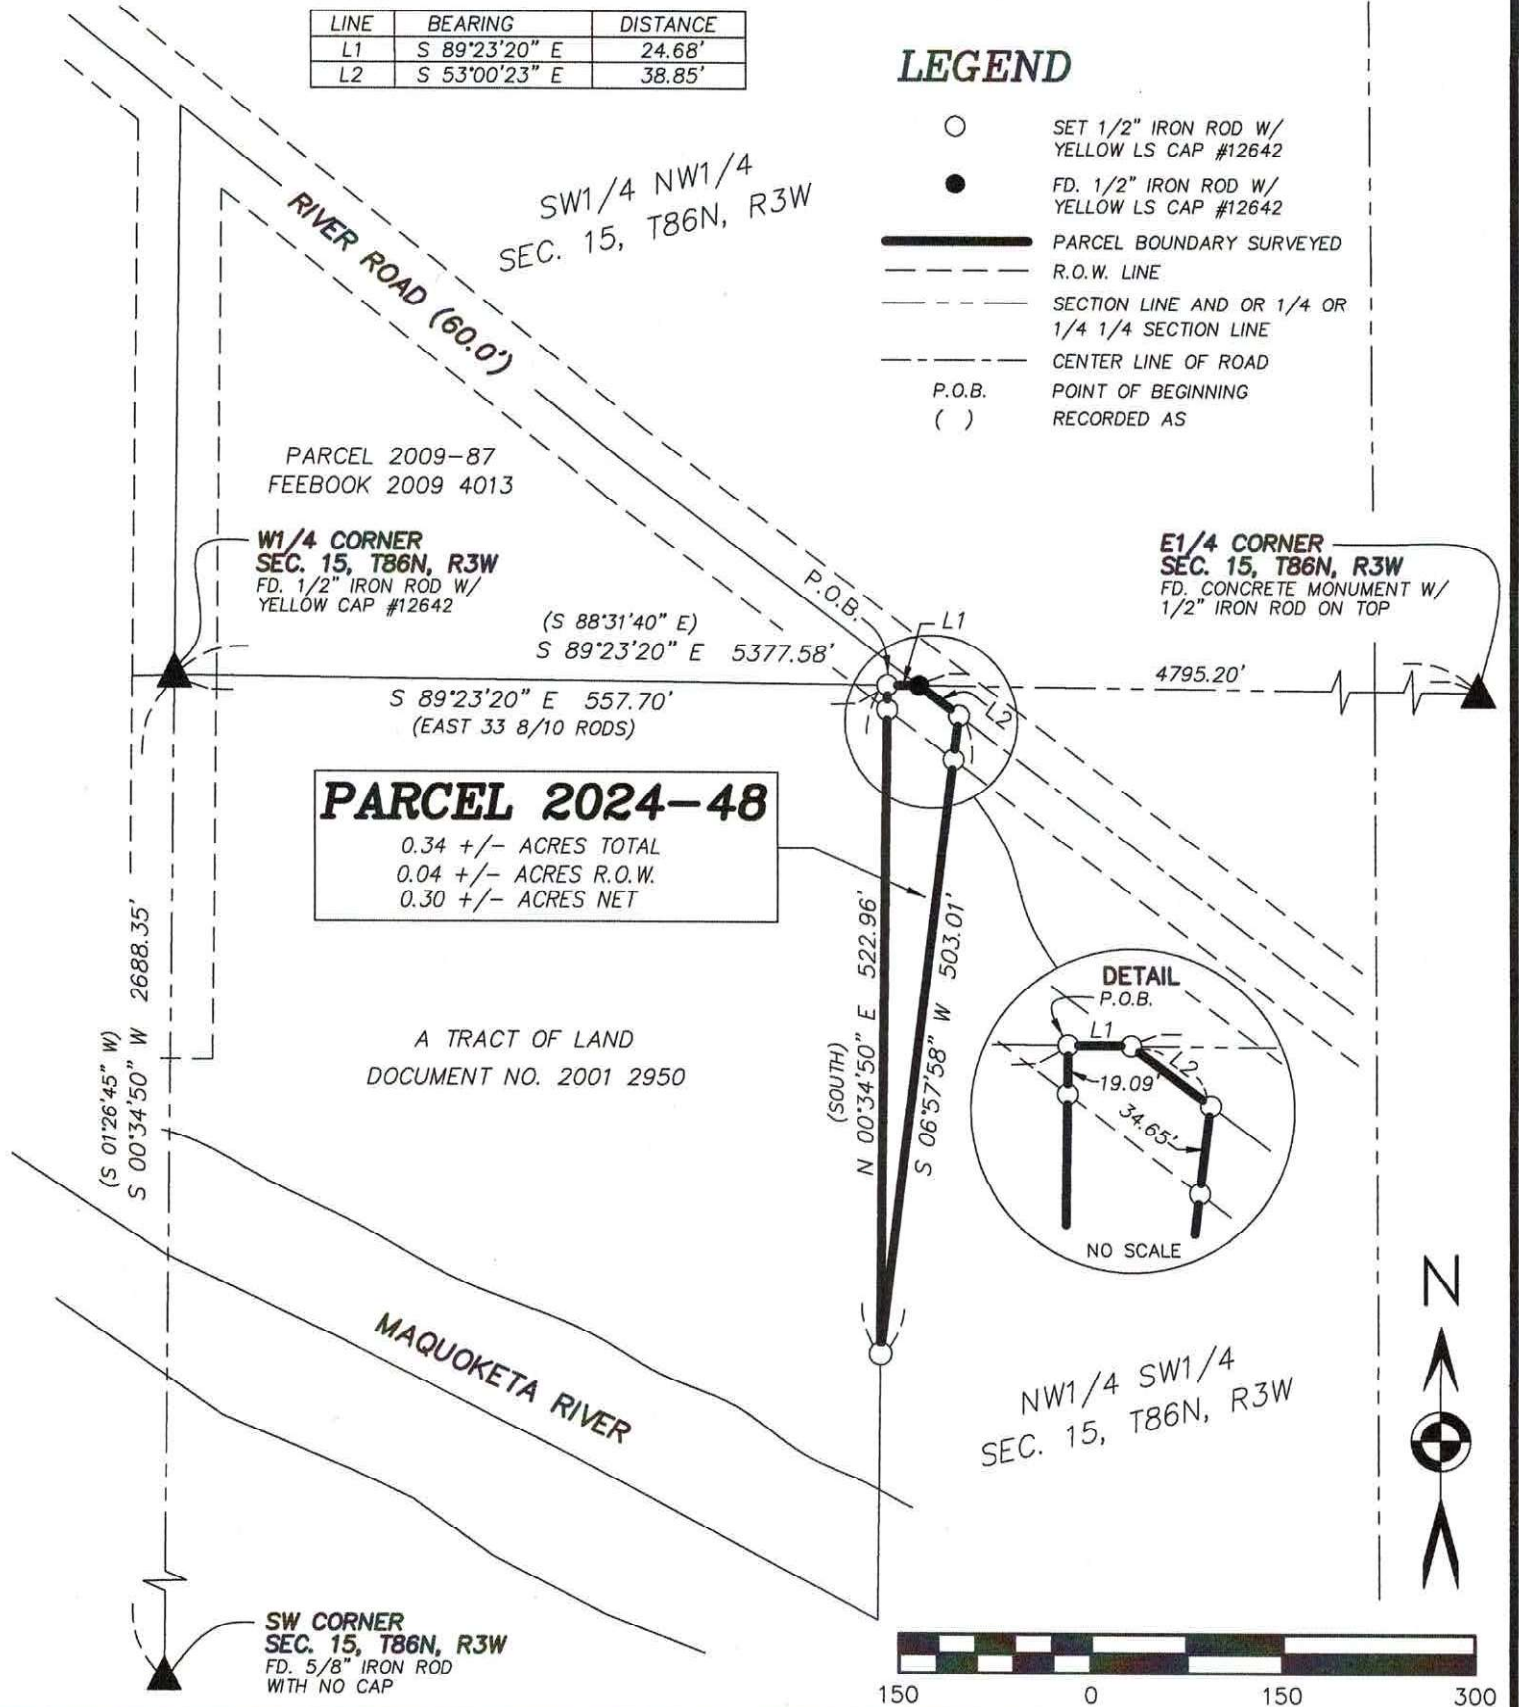 LINE BEARING DISTANCE
L1 S 89°23'20" E 24.68'
L2 S 53°00'23" E 38.85'
LEGEND
SET 1/2" IRON ROD W/
YELLOW LS CAP #12642
FD. 1/2" IRON ROD W/
YELLOW LS CAP #12642
PARCEL BOUNDARY SURVEYED
R.O.W. LINE
SECTION LINE AND OR 1/4 OR
1/4 1/4 SECTION LINE
CENTER LINE OF ROAD
P.O.B. POINT OF BEGINNING
( ) RECORDED AS
SW1/4 NW1/4
SEC. 15, T86N, R3W
RIVER ROAD (60.0')
PARCEL 2009-87
FEEBOOK 2009 4013
W1/4 CORNER
SEC. 15, T86N, R3W
FD. 1/2" IRON ROD W/
YELLOW CAP #12642
E1/4 CORNER
SEC. 15, T86N, R3W
FD. CONCRETE MONUMENT W/
1/2" IRON ROD ON TOP
P.O.B.
L1
(S 88°31'40" E)
S 89°23'20" E 5377.58'
4795.20'
S 89°23'20" E 557.70'
(EAST 33 8/10 RODS)
L2
PARCEL 2024-48
0.34 +/- ACRES TOTAL
0.04 +/- ACRES R.O.W.
0.30 +/- ACRES NET
(S 01°26'45" W)
S 00°34'50" W 2688.35'
(SOUTH)
N 00°34'50" E 522.96'
S 06°57'58" W 503.01'
A TRACT OF LAND
DOCUMENT NO. 2001 2950
DETAIL
P.O.B.
L1
L2
19.09'
34.65'
NO SCALE
MAQUOKETA RIVER
NW1/4 SW1/4
SEC. 15, T86N, R3W
N
SW CORNER
SEC. 15, T86N, R3W
FD. 5/8" IRON ROD
WITH NO CAP
150 0 150 300